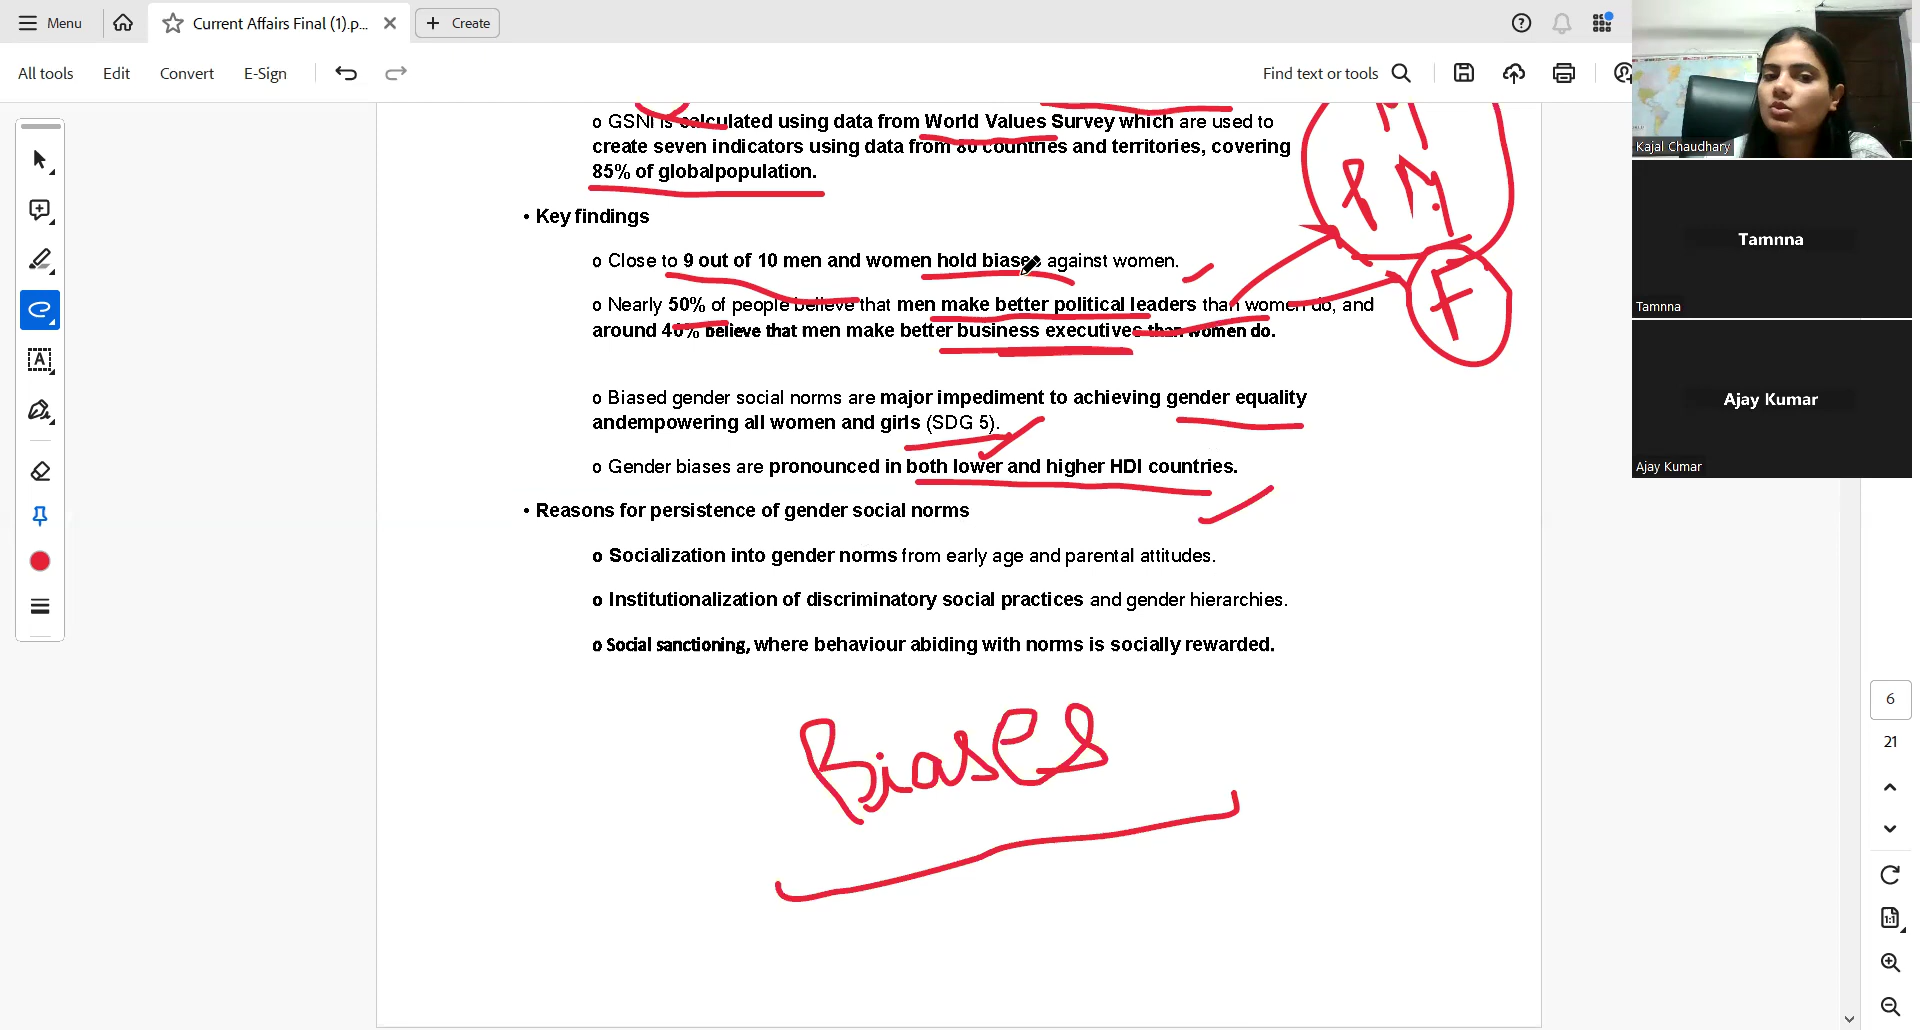 Menu
Current Affairs Final (1).p...
Create
All tools
Edit
Convert
E-Sign
Find text or tools
o GSNI is calculated using data from World Values Survey which are used to
create seven indicators using data from 80 countries and territories, covering
85% of globalpopulation.
• Key findings
o Close to 9 out of 10 men and women hold biases against women.
o Nearly 50% of people believe that men make better political leaders than women do, and
around 40% believe that men make better business executives than women do.
o Biased gender social norms are major impediment to achieving gender equality
andempowering all women and girls (SDG 5).
o Gender biases are pronounced in both lower and higher HDI countries.
• Reasons for persistence of gender social norms
o Socialization into gender norms from early age and parental attitudes.
o Institutionalization of discriminatory social practices and gender hierarchies.
o Social sanctioning, where behaviour abiding with norms is socially rewarded.
Biases
F
Kajal Chaudhary
Tamnna
Tamnna
Ajay Kumar
Ajay Kumar
6
21
1:1